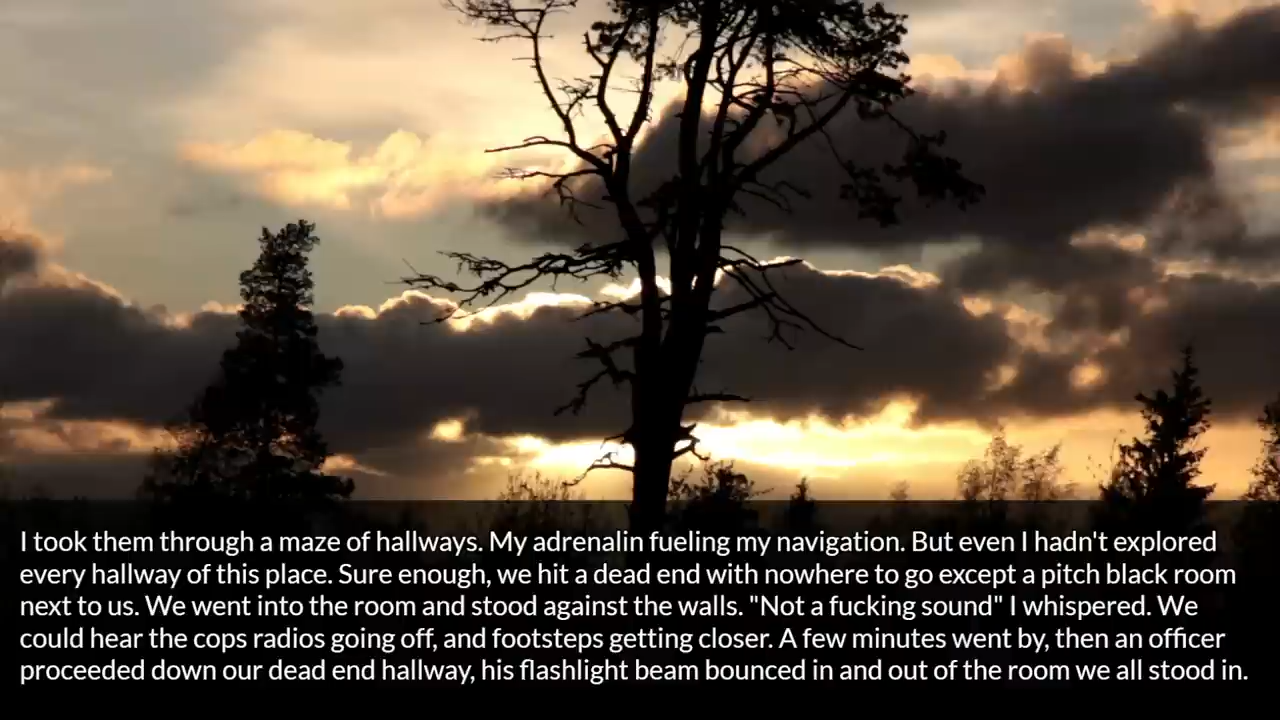 I took them through a maze of hallways. My adrenalin fueling my navigation. But even I hadn't explored
every hallway of this place. Sure enough, we hit a dead end with nowhere to go except a pitch black room
next to us. We went into the room and stood against the walls. "Not a fucking sound" I whispered. We
could hear the cops radios going off, and footsteps getting closer. A few minutes went by, then an officer
proceeded down our dead end hallway, his flashlight beam bounced in and out of the room we all stood in.